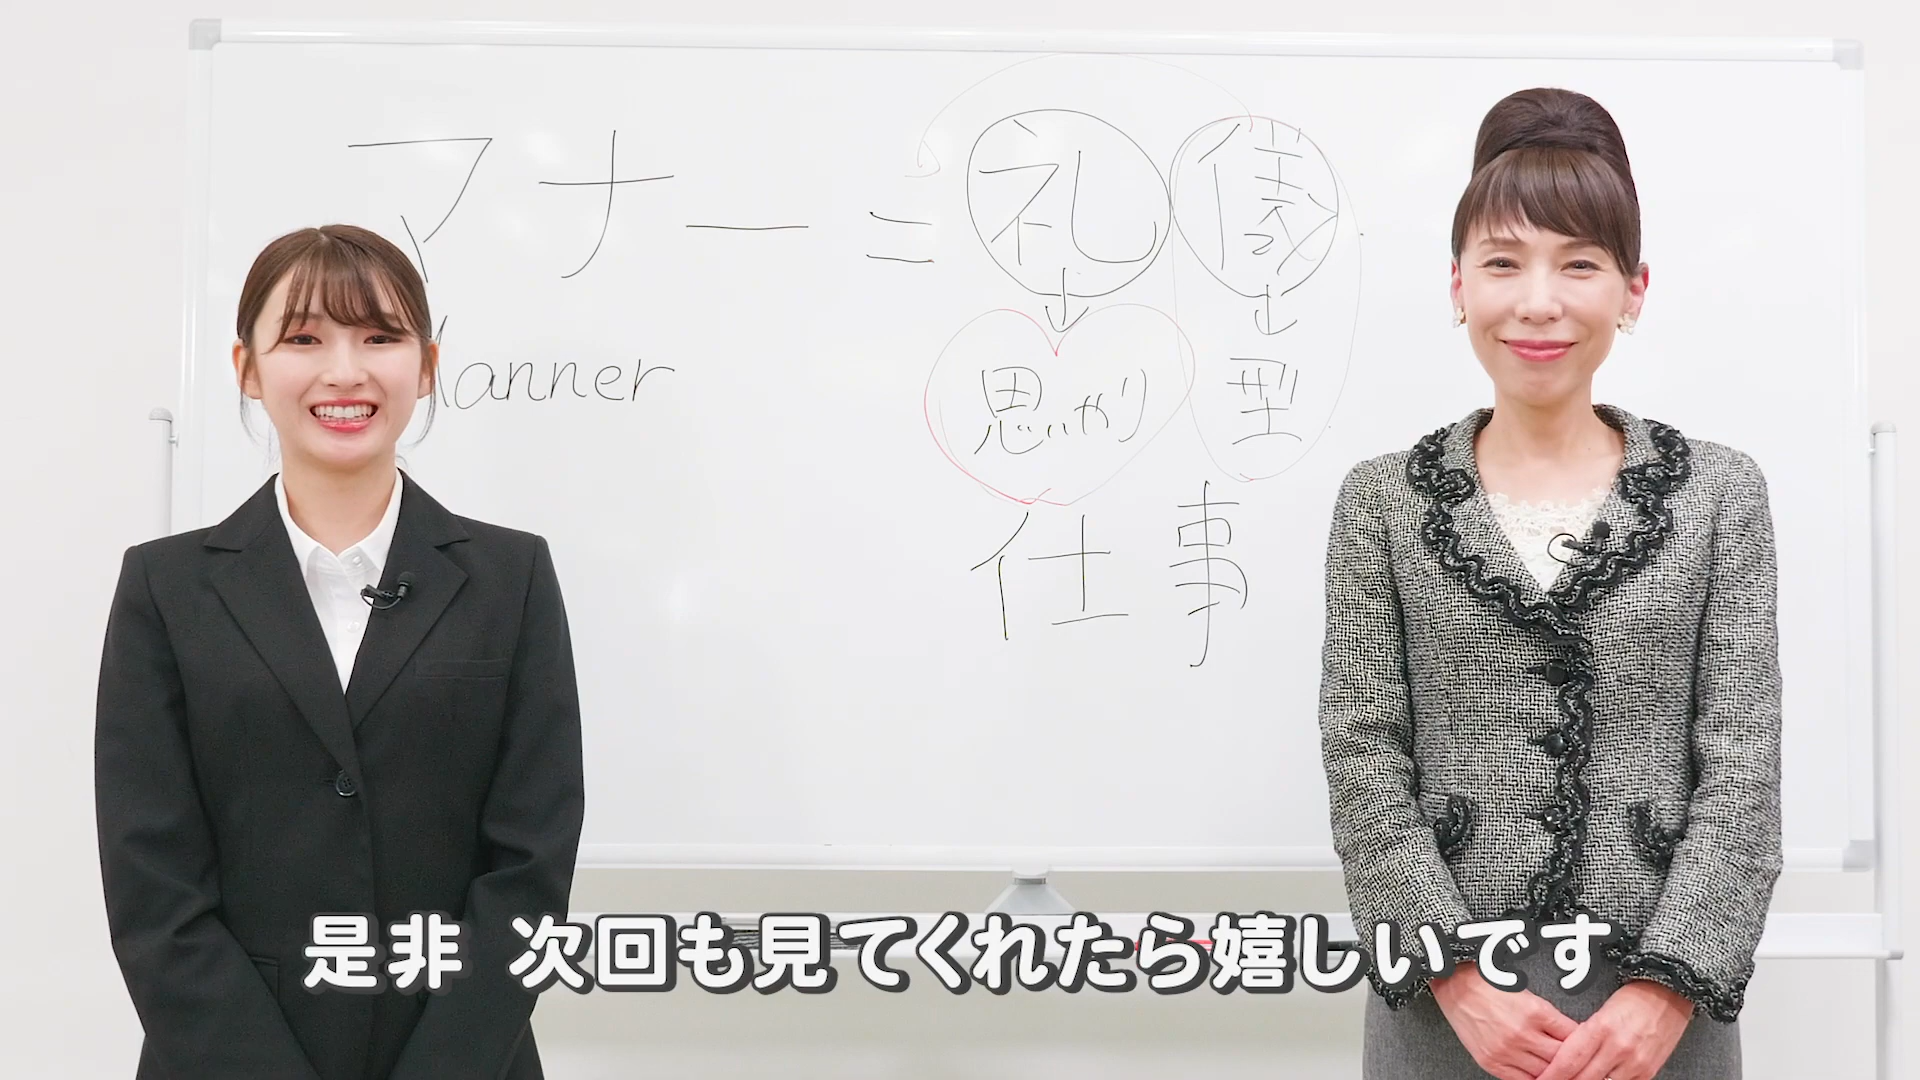 マナー = 礼儀
↓ ↓
anner 思いやり 型
仕事
是非 次回も見てくれたら嬉しいです